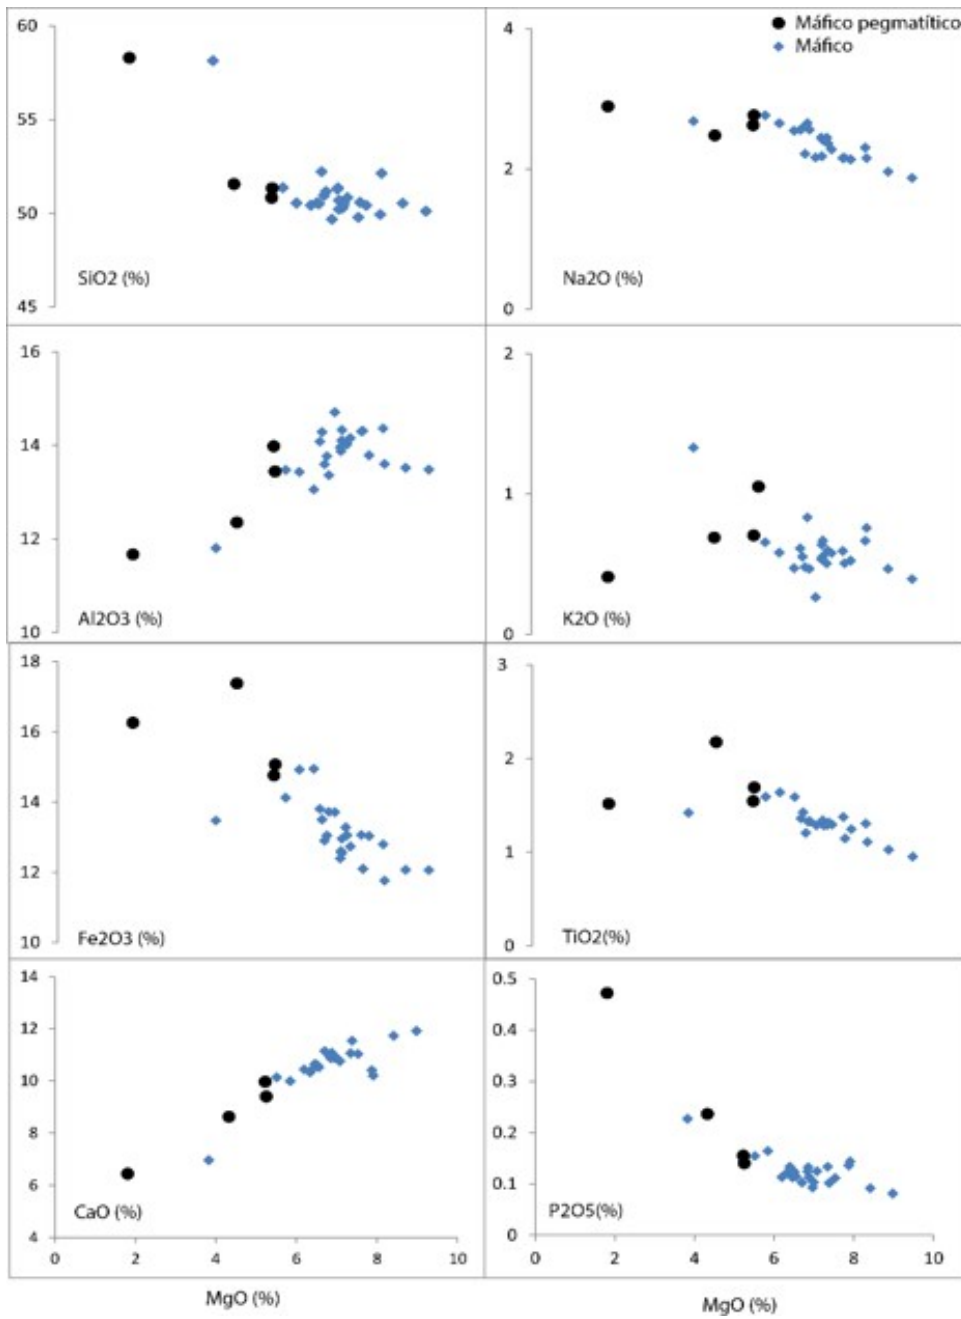 60
55
50
45
SiO2 (%)
4
2
0
Na2O (%)
Máfico pegmatítico
Máfico
16
14
12
10
Al2O3 (%)
2
1
0
K2O (%)
18
16
14
12
10
Fe2O3 (%)
3
2
1
0
TiO2(%)
14
12
10
8
6
4
CaO (%)
0 2 4 6 8 10
MgO (%)
0.5
0.4
0.3
0.2
0.1
0
P2O5(%)
0 2 4 6 8 10
MgO (%)